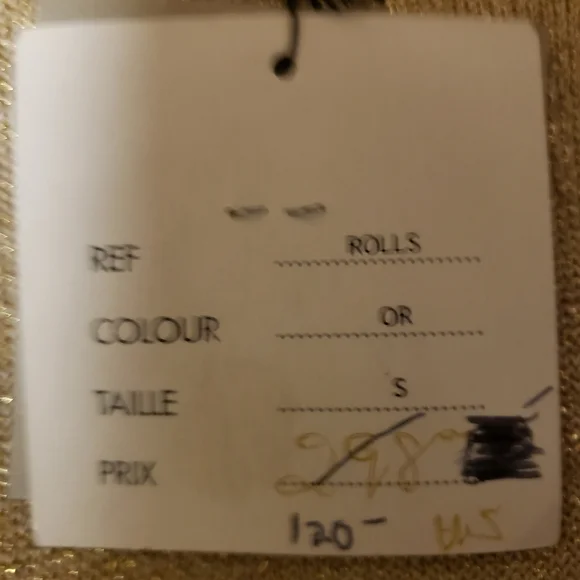 REF ROLLS
COLOUR OR
TAILLE S
PRIX 298
120-